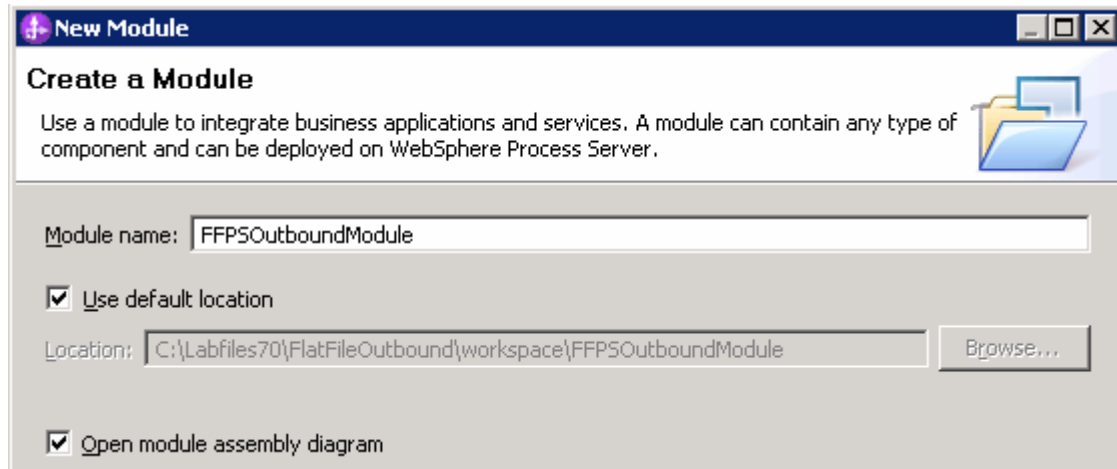 New Module
Create a Module
Use a module to integrate business applications and services. A module can contain any type of
component and can be deployed on WebSphere Process Server.
Module name: FFPSOutboundModule
Use default location
Location: C:\Labfiles70\FlatFileOutbound\workspace\FFPSOutboundModule Browse...
Open module assembly diagram